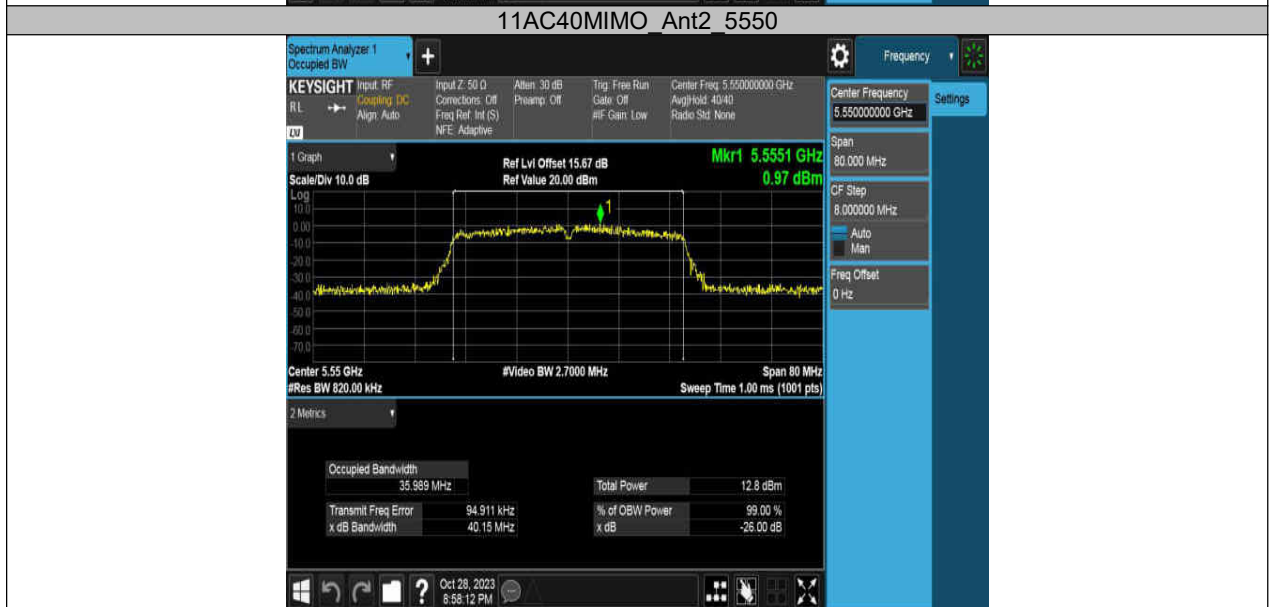 11AC40MIMO_Ant2_5550
Spectrum Analyzer 1
Occupied BW
+
Frequency
KEYSIGHT
RL
LXI
Input: RF
Coupling: DC
Align: Auto
Input Z: 50 Ω
Corrections: Off
Freq Ref: Int (S)
NFE: Adaptive
Atten: 30 dB
Preamp: Off
Trig: Free Run
Gate: Off
#IF Gain: Low
Center Freq: 5.550000000 GHz
Avg|Hold: 40/40
Radio Std: None
Center Frequency
5.550000000 GHz
Settings
Span
80.000 MHz
CF Step
8.000000 MHz
Auto
Man
Freq Offset
0 Hz
1 Graph
Scale/Div 10.0 dB
Ref Lvl Offset 15.67 dB
Ref Value 20.00 dBm
Mkr1 5.5551 GHz
0.97 dBm
Log
10.0
0.00
-10.0
-20.0
-30.0
-40.0
-50.0
-60.0
-70.0
1
Center 5.55 GHz
#Res BW 820.00 kHz
#Video BW 2.7000 MHz
Span 80 MHz
Sweep Time 1.00 ms (1001 pts)
2 Metrics
Occupied Bandwidth
35.989 MHz
Total Power 12.8 dBm
Transmit Freq Error 94.911 kHz
% of OBW Power 99.00 %
x dB Bandwidth 40.15 MHz
x dB -26.00 dB
?
Oct 28, 2023
8:58:12 PM